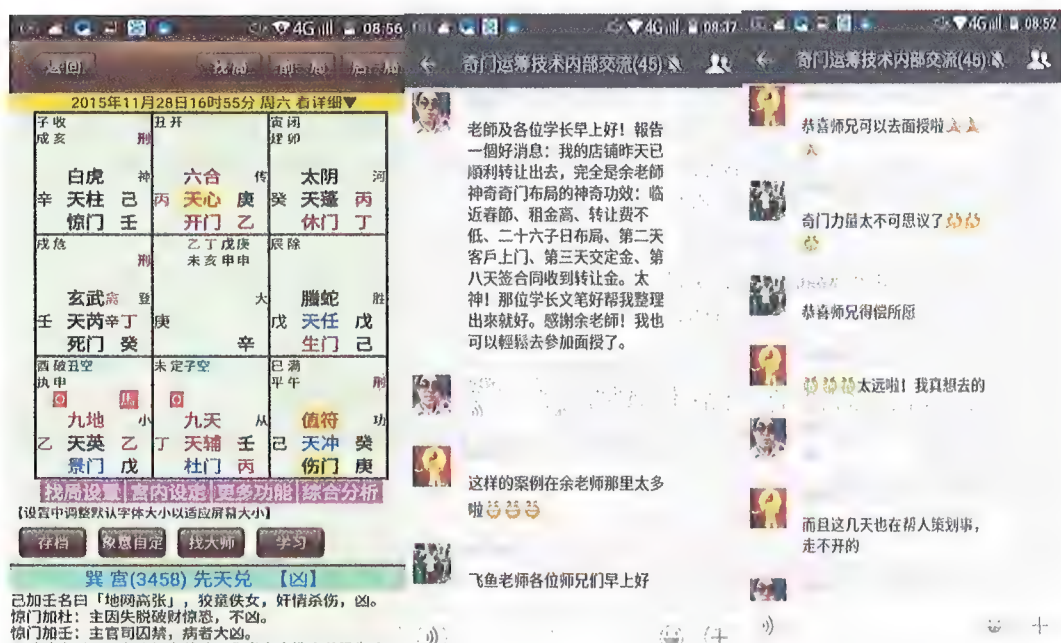 4G 08:56
返回 找局 前一局 后一局
2015年11月28日16时55分 周六 看详细▼
子收 丑开 寅闭
戌亥 刑 建卯
白虎 神 六合 传 太阴 河
辛 天柱 己 丙 天心 庚 癸 天蓬 丙
惊门 壬 开门 乙 休门 丁
戌危 乙丁戊庚 辰除
刑 未亥申申
玄武 登 大 螣蛇 胜
壬 天芮 辛 丁 庚 戊 天任 戊
死门 癸 辛 生门 己
酉破丑空 未定子空 巳满
执申 平午 刑
马
九地 小 九天 从 值符 功
乙 天英 乙 丁 天辅 壬 己 天冲 癸
景门 戊 杜门 丙 伤门 庚
找局设置 宫内设定 更多功能 综合分析
【设置中调整默认字体大小以适应屏幕大小】
存档 象意自定 找大师 学习
巽 宫(3458) 先天兑 【凶】
己加壬名曰「地网高张」，狡童佚女，奸情杀伤，凶。
惊门加杜：主因失脱破财惊恐，不凶。
惊门加壬：主官司囚禁，病者大凶。
4G 08:37
奇门运筹技术内部交流(45)
老師及各位学长早上好！報告
一個好消息：我的店铺昨天已
順利转让出去，完全是余老師
神奇奇门布局的神奇功效：临
近春節、租金高、转让费不
低、二十六子日布局、第二天
客戶上门、第三天交定金、第
八天签合同收到转让金。太
神！那位学长文笔好帮我整理
出來就好。感謝余老師！我也
可以輕鬆去參加面授了。
这样的案例在余老师那里太多
啦
飞鱼老师各位师兄们早上好
4G 08:52
奇门运筹技术内部交流(45)
恭喜师兄可以去面授啦
奇门力量太不可思议了
恭喜师兄得偿所愿
太远啦！我真想去的
而且这几天也在帮人策划事，
走不开的